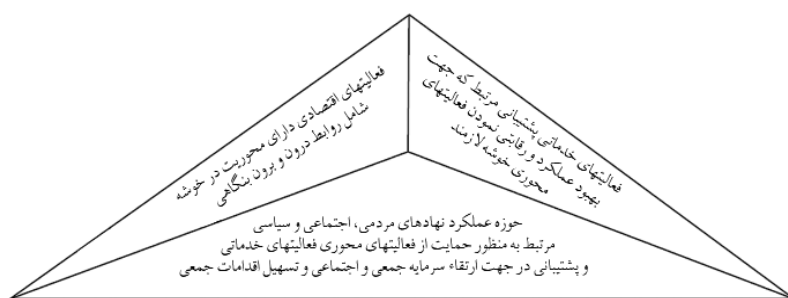 فعالیتهای خدماتی پشتیبانی مرتبط که جهت
بهبود عملکرد و رقابتی نمودن فعالیتهای
محوری خوشه لازمند
فعالیتهای اقتصادی دارای محوریت در خوشه
شامل روابط درون و برون بنگاهی
حوزه عملکرد نهادهای مردمی، اجتماعی و سیاسی
مرتبط به منظور حمایت از فعالیتهای محوری فعالیتهای خدماتی
و پشتیبانی در جهت ارتقاء سرمایه جمعی و اجتماعی و تسهیل اقدامات جمعی